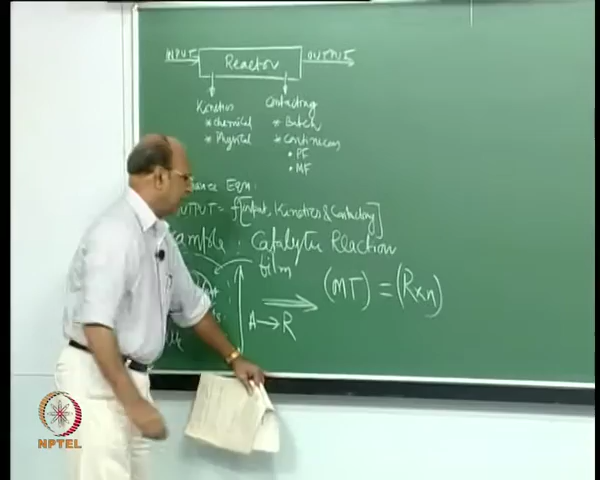 INPUT Reactor OUTPUT
Kinetics Contacting
* Chemical * Batch
* Physical * Continuous
• PF
• MF
Eqn:
= f[input, Kinetics & Contacting]
: Catalytic Reaction
film
(MT) = (Rxn)
A → R
NPTEL